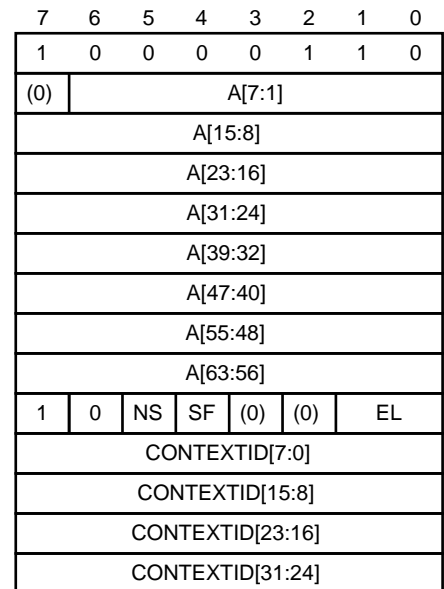 7 6 5 4 3 2 1 0
1 0 0 0 0 1 1 0
(0) A[7:1]
A[15:8]
A[23:16]
A[31:24]
A[39:32]
A[47:40]
A[55:48]
A[63:56]
1 0 NS SF (0) (0) EL
CONTEXTID[7:0]
CONTEXTID[15:8]
CONTEXTID[23:16]
CONTEXTID[31:24]